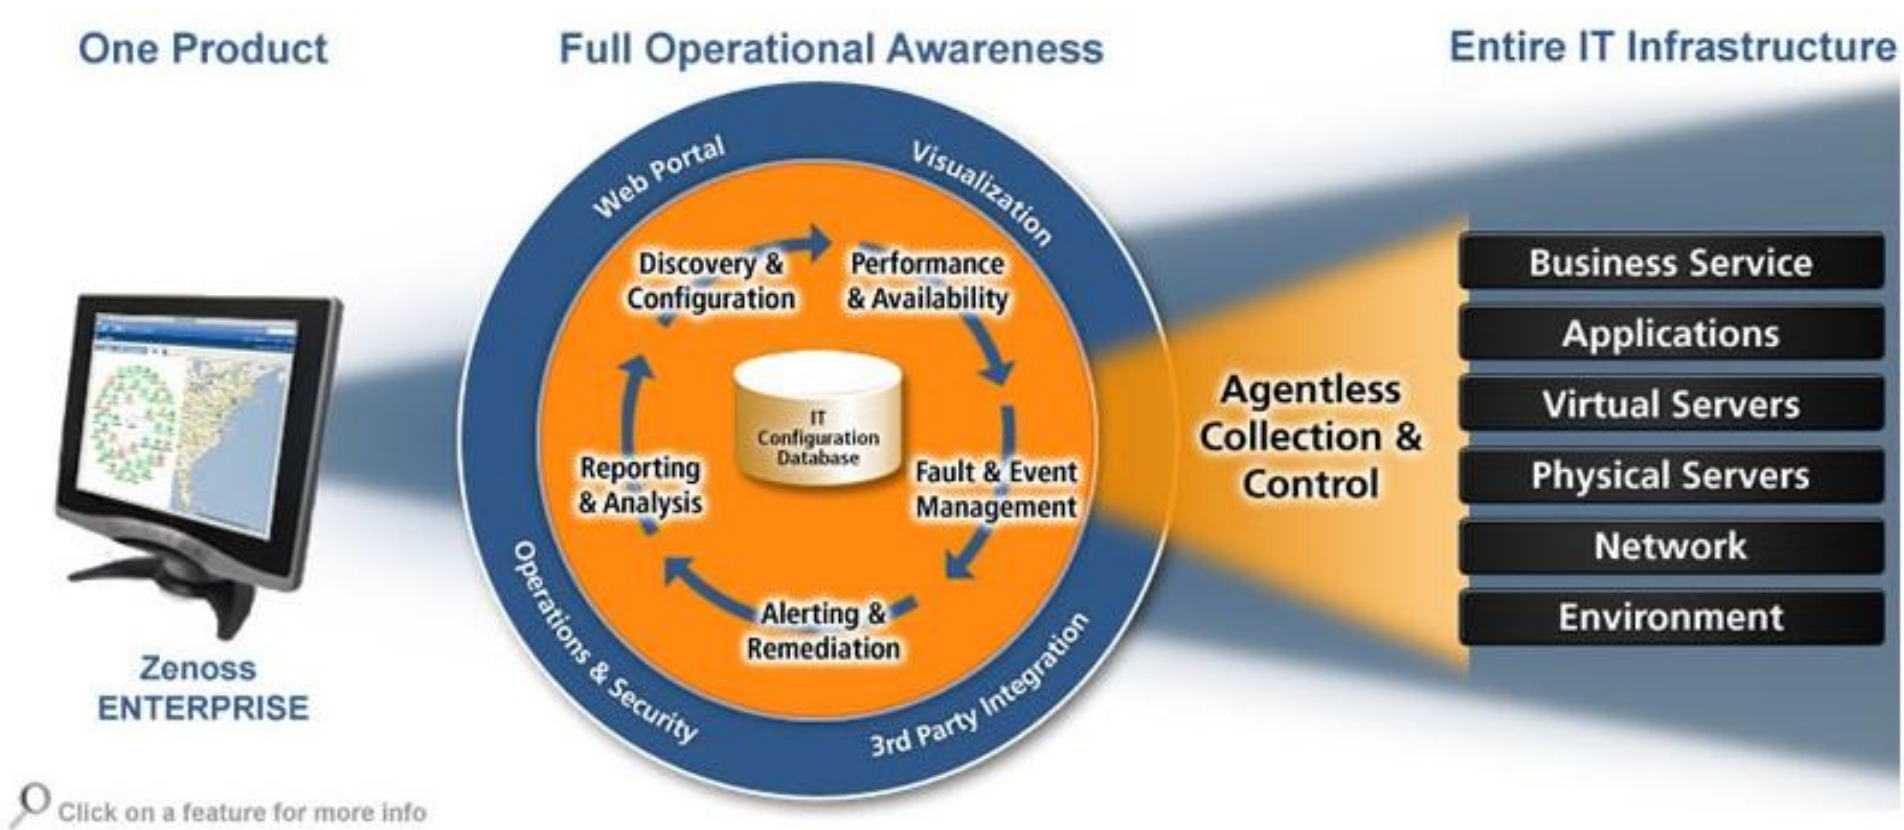 One Product
Full Operational Awareness
Entire IT Infrastructure
Web Portal
Visualization
Discovery &
Configuration
Performance
& Availability
IT
Configuration
Database
Reporting
& Analysis
Fault & Event
Management
Alerting &
Remediation
Operations & Security
3rd Party Integration
Agentless
Collection &
Control
Business Service
Applications
Virtual Servers
Physical Servers
Network
Environment
Zenoss
ENTERPRISE
Click on a feature for more info